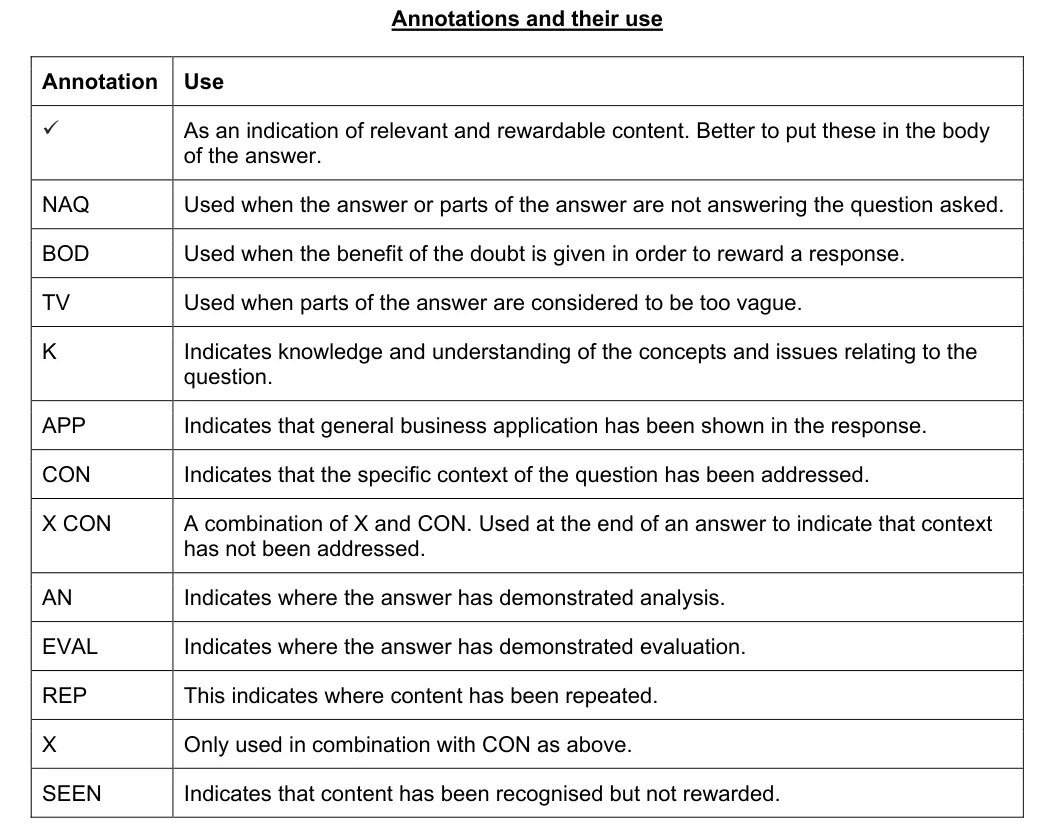 Annotations and their use
Annotation Use
✓ As an indication of relevant and rewardable content. Better to put these in the body
of the answer.
NAQ Used when the answer or parts of the answer are not answering the question asked.
BOD Used when the benefit of the doubt is given in order to reward a response.
TV Used when parts of the answer are considered to be too vague.
K Indicates knowledge and understanding of the concepts and issues relating to the
question.
APP Indicates that general business application has been shown in the response.
CON Indicates that the specific context of the question has been addressed.
X CON A combination of X and CON. Used at the end of an answer to indicate that context
has not been addressed.
AN Indicates where the answer has demonstrated analysis.
EVAL Indicates where the answer has demonstrated evaluation.
REP This indicates where content has been repeated.
X Only used in combination with CON as above.
SEEN Indicates that content has been recognised but not rewarded.